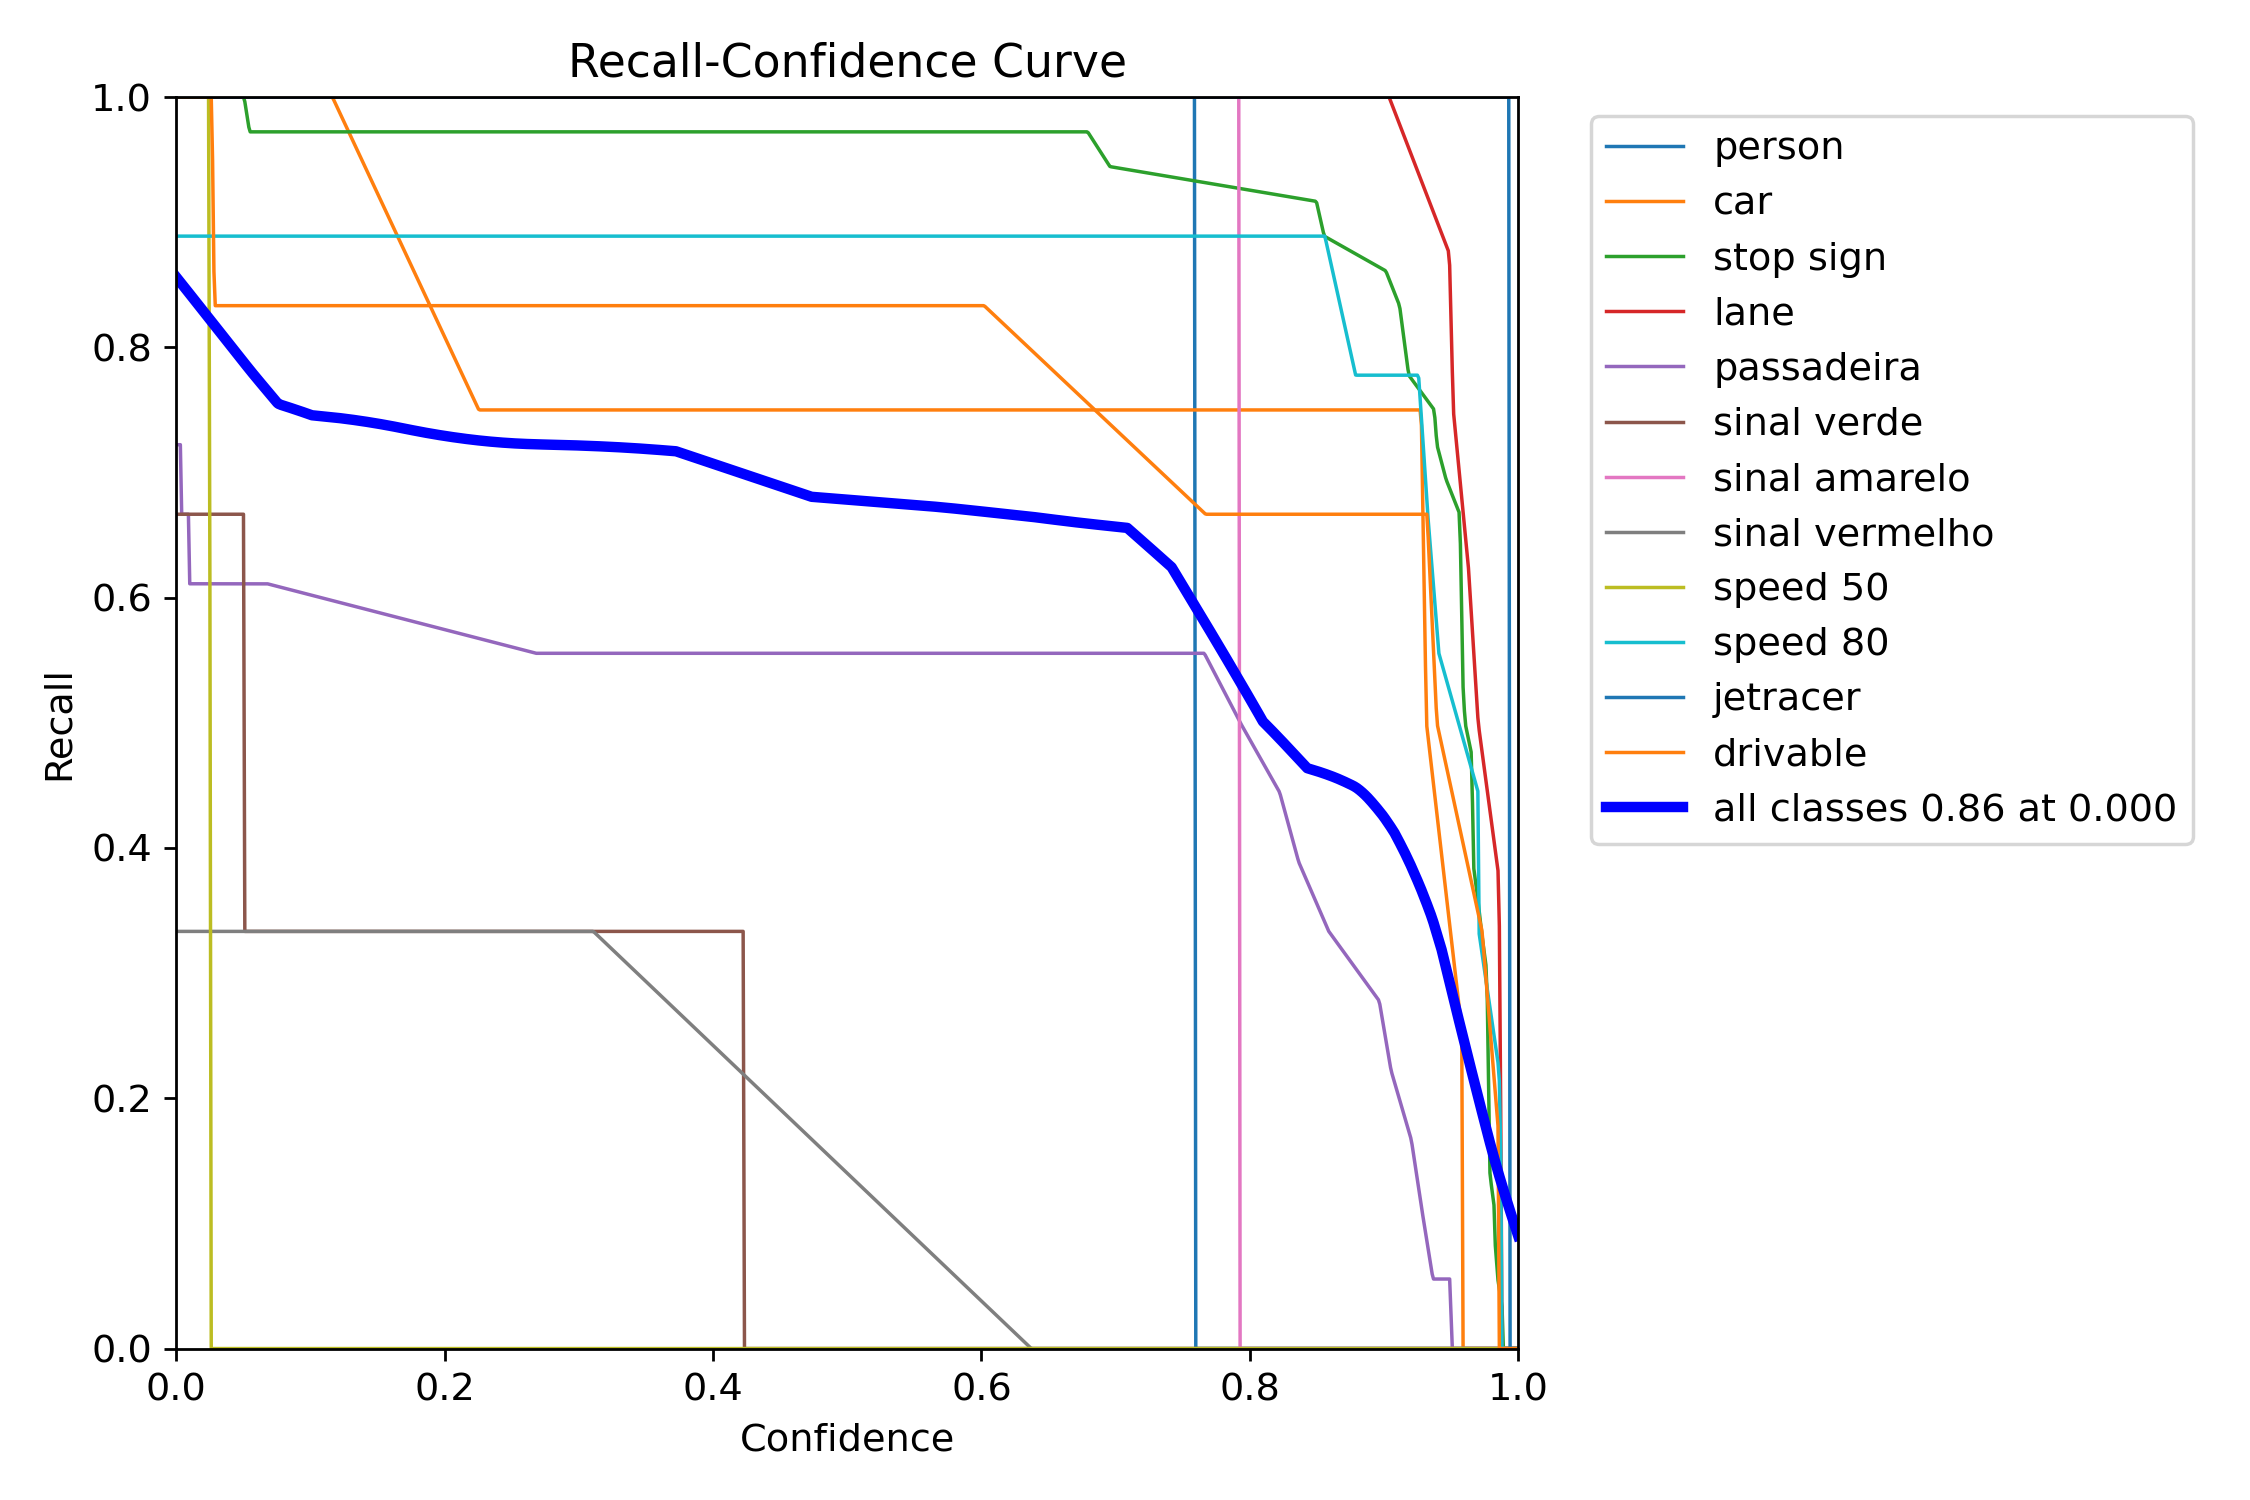 Recall-Confidence Curve
1.0
0.8
0.6
0.4
0.2
0.0
Recall
0.0 0.2 0.4 0.6 0.8 1.0
Confidence
person
car
stop sign
lane
passadeira
sinal verde
sinal amarelo
sinal vermelho
speed 50
speed 80
jetracer
drivable
all classes 0.86 at 0.000